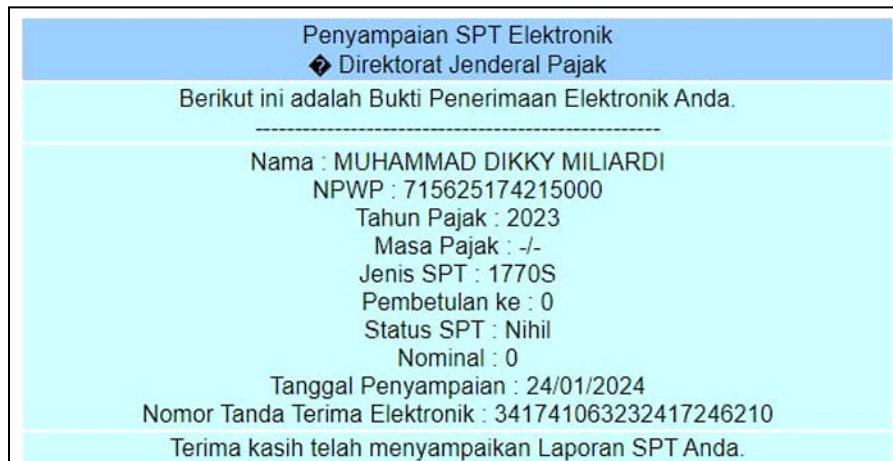 Penyampaian SPT Elektronik
� Direktorat Jenderal Pajak
Berikut ini adalah Bukti Penerimaan Elektronik Anda.
----------------------------------------------------
Nama : MUHAMMAD DIKKY MILIARDI
NPWP : 715625174215000
Tahun Pajak : 2023
Masa Pajak : -/-
Jenis SPT : 1770S
Pembetulan ke : 0
Status SPT : Nihil
Nominal : 0
Tanggal Penyampaian : 24/01/2024
Nomor Tanda Terima Elektronik : 341741063232417246210
Terima kasih telah menyampaikan Laporan SPT Anda.